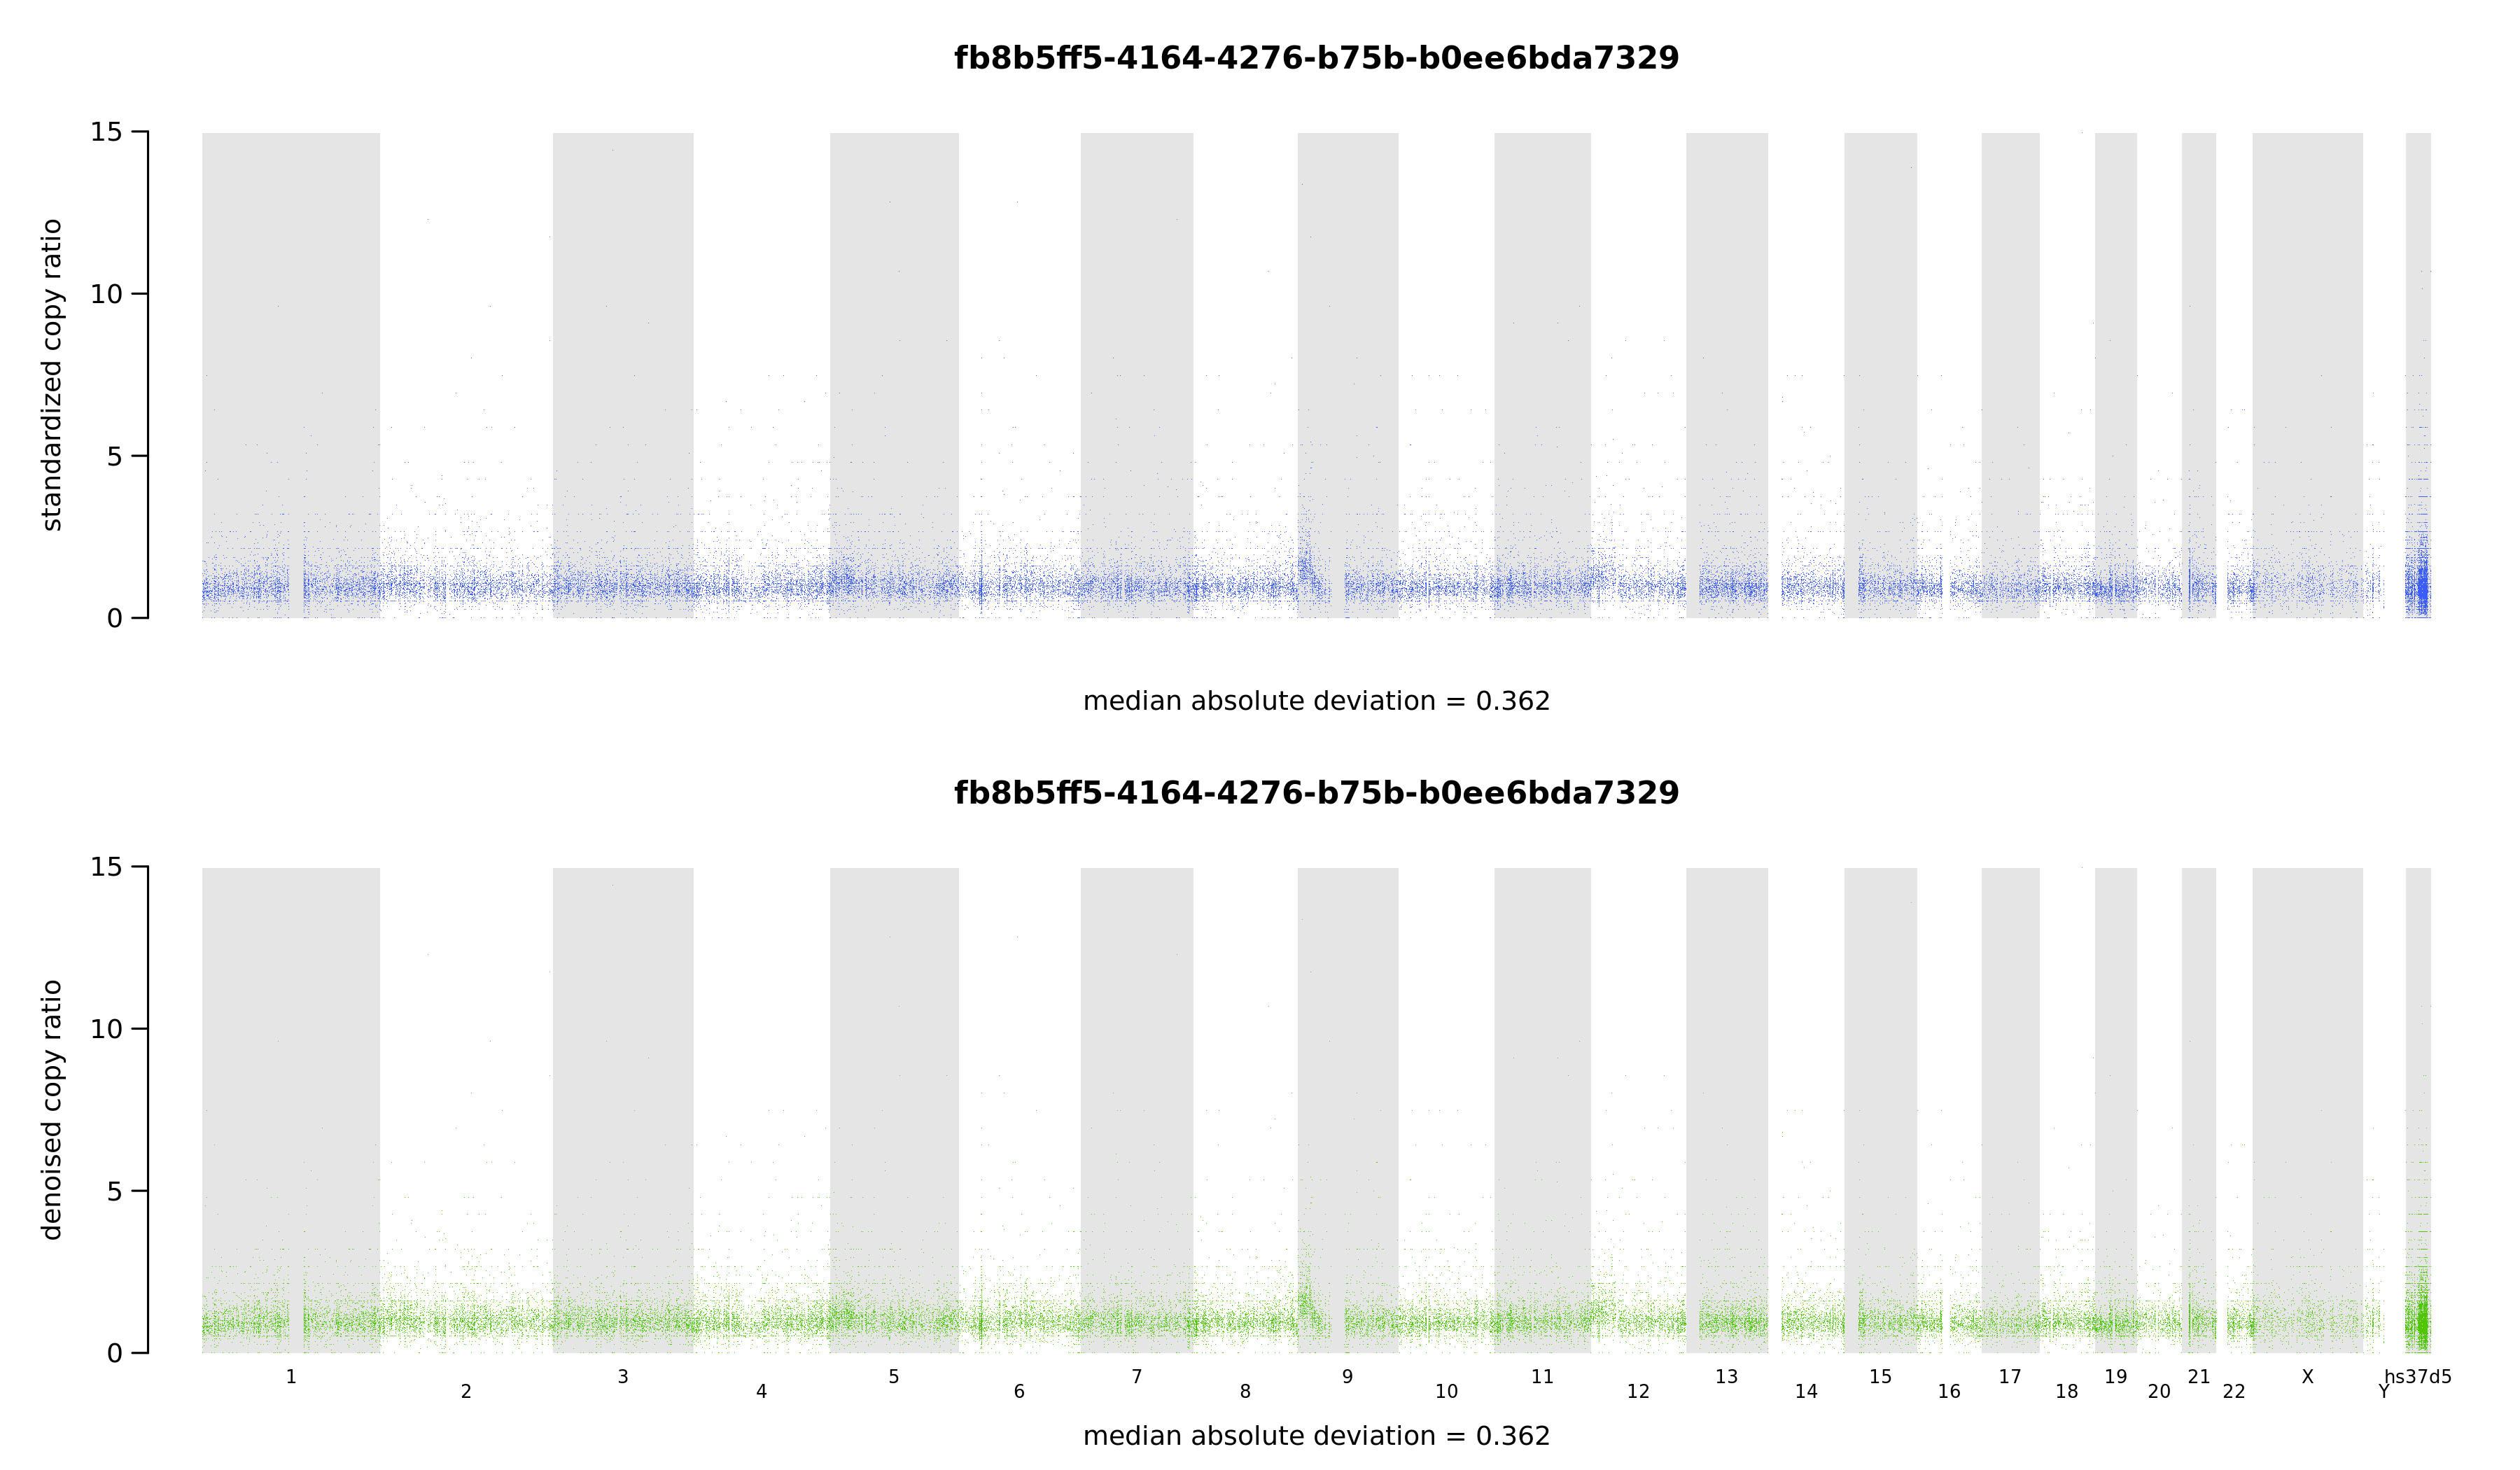 fb8b5ff5-4164-4276-b75b-b0ee6bda7329
standardized copy ratio
15
10
5
0
median absolute deviation = 0.362
fb8b5ff5-4164-4276-b75b-b0ee6bda7329
denoised copy ratio
15
10
5
0
1 3 5 7 9 11 13 15 17 19 21 X hs37d5
2 4 6 8 10 12 14 16 18 20 22 Y
median absolute deviation = 0.362